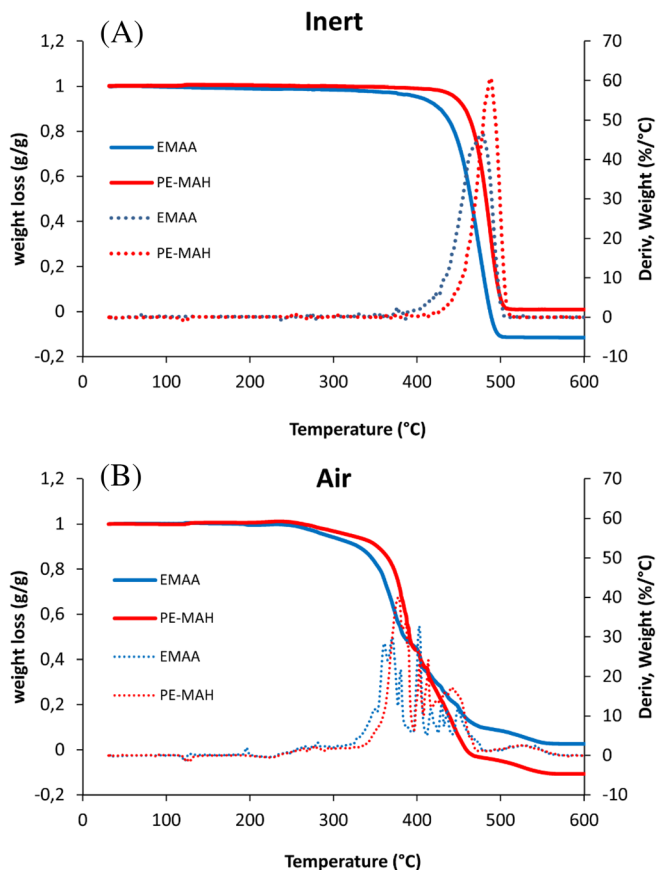 (A)
Inert
1,2
1
0,8
0,6
0,4
0,2
0
-0,2
weight loss (g/g)
EMAA
PE-MAH
EMAA
PE-MAH
70
60
50
40
30
20
10
0
-10
Deriv, Weight (%/°C)
0 100 200 300 400 500 600
Temperature (°C)
(B)
Air
1,2
1
0,8
0,6
0,4
0,2
0
-0,2
weight loss (g/g)
EMAA
PE-MAH
EMAA
PE-MAH
70
60
50
40
30
20
10
0
-10
Deriv, Weight (%/°C)
0 100 200 300 400 500 600
Temperature (°C)